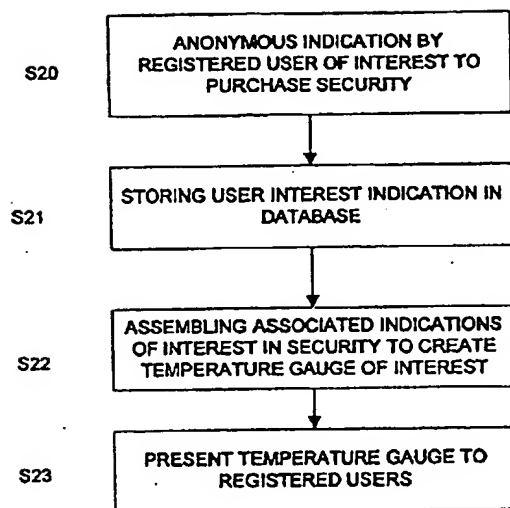 S20
ANONYMOUS INDICATION BY
REGISTERED USER OF INTEREST TO
PURCHASE SECURITY
S21
STORING USER INTEREST INDICATION IN
DATABASE
S22
ASSEMBLING ASSOCIATED INDICATIONS
OF INTEREST IN SECURITY TO CREATE
TEMPERATURE GAUGE OF INTEREST
S23
PRESENT TEMPERATURE GAUGE TO
REGISTERED USERS